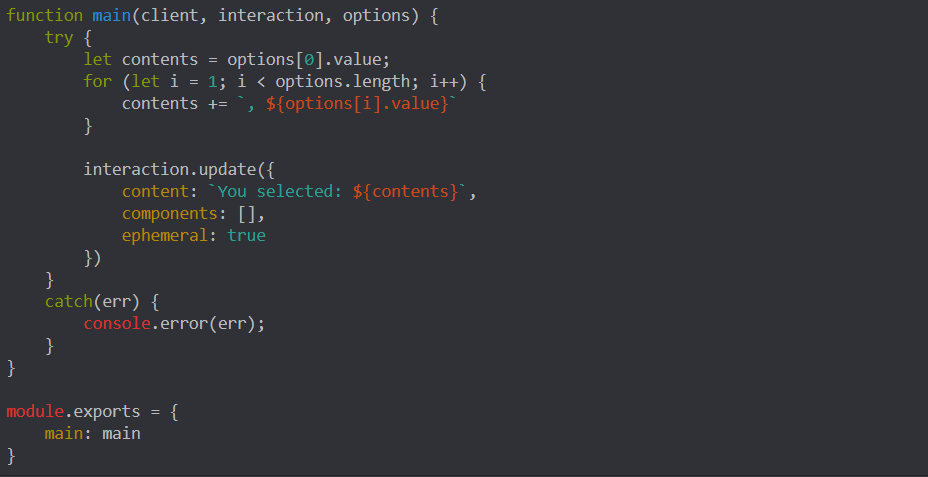 function main(client, interaction, options) {
    try {
        let contents = options[0].value;
        for (let i = 1; i < options.length; i++) {
            contents += `, ${options[i].value}`
        }

        interaction.update({
            content: `You selected: ${contents}`,
            components: [],
            ephemeral: true
        })
    }
    catch(err) {
        console.error(err);
    }
}

module.exports = {
    main: main
}